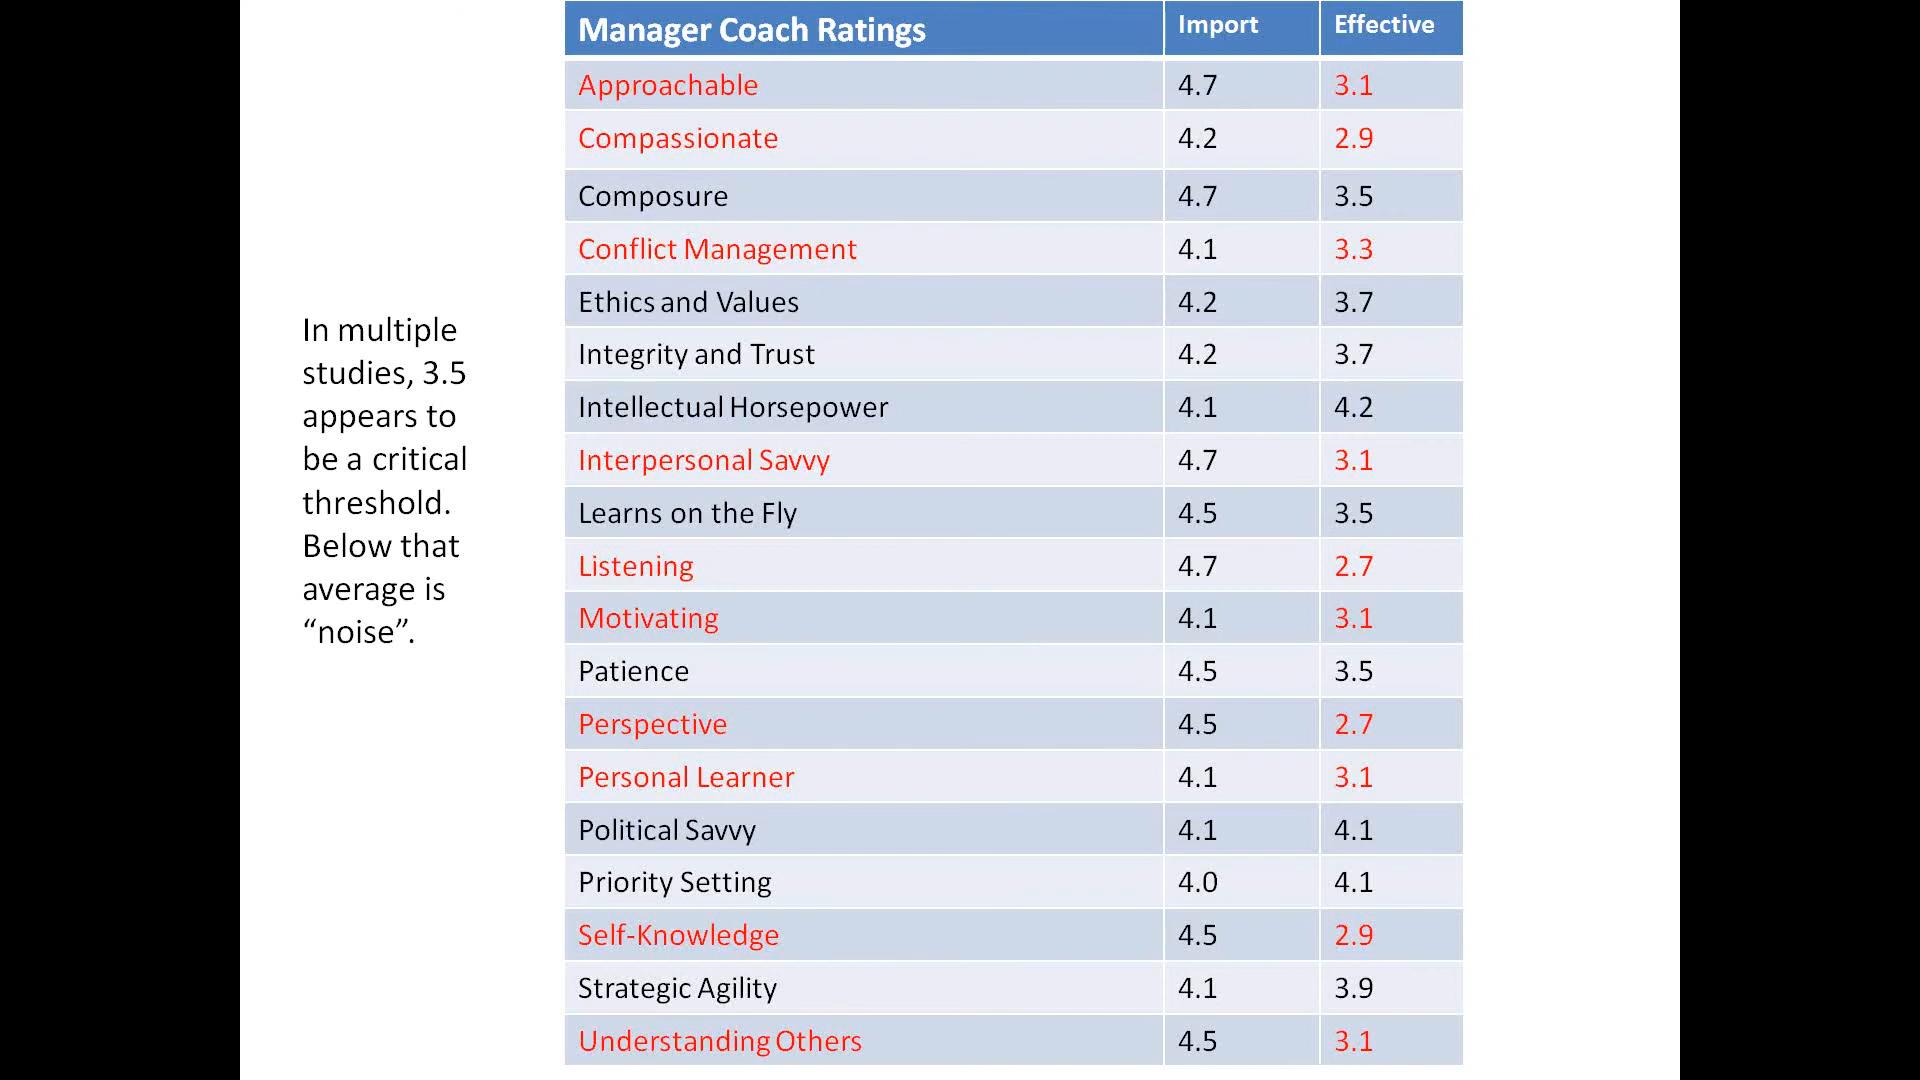 In multiple
studies, 3.5
appears to
be a critical
threshold.
Below that
average is
“noise”.
Manager Coach Ratings Import Effective
Approachable 4.7 3.1
Compassionate 4.2 2.9
Composure 4.7 3.5
Conflict Management 4.1 3.3
Ethics and Values 4.2 3.7
Integrity and Trust 4.2 3.7
Intellectual Horsepower 4.1 4.2
Interpersonal Savvy 4.7 3.1
Learns on the Fly 4.5 3.5
Listening 4.7 2.7
Motivating 4.1 3.1
Patience 4.5 3.5
Perspective 4.5 2.7
Personal Learner 4.1 3.1
Political Savvy 4.1 4.1
Priority Setting 4.0 4.1
Self-Knowledge 4.5 2.9
Strategic Agility 4.1 3.9
Understanding Others 4.5 3.1